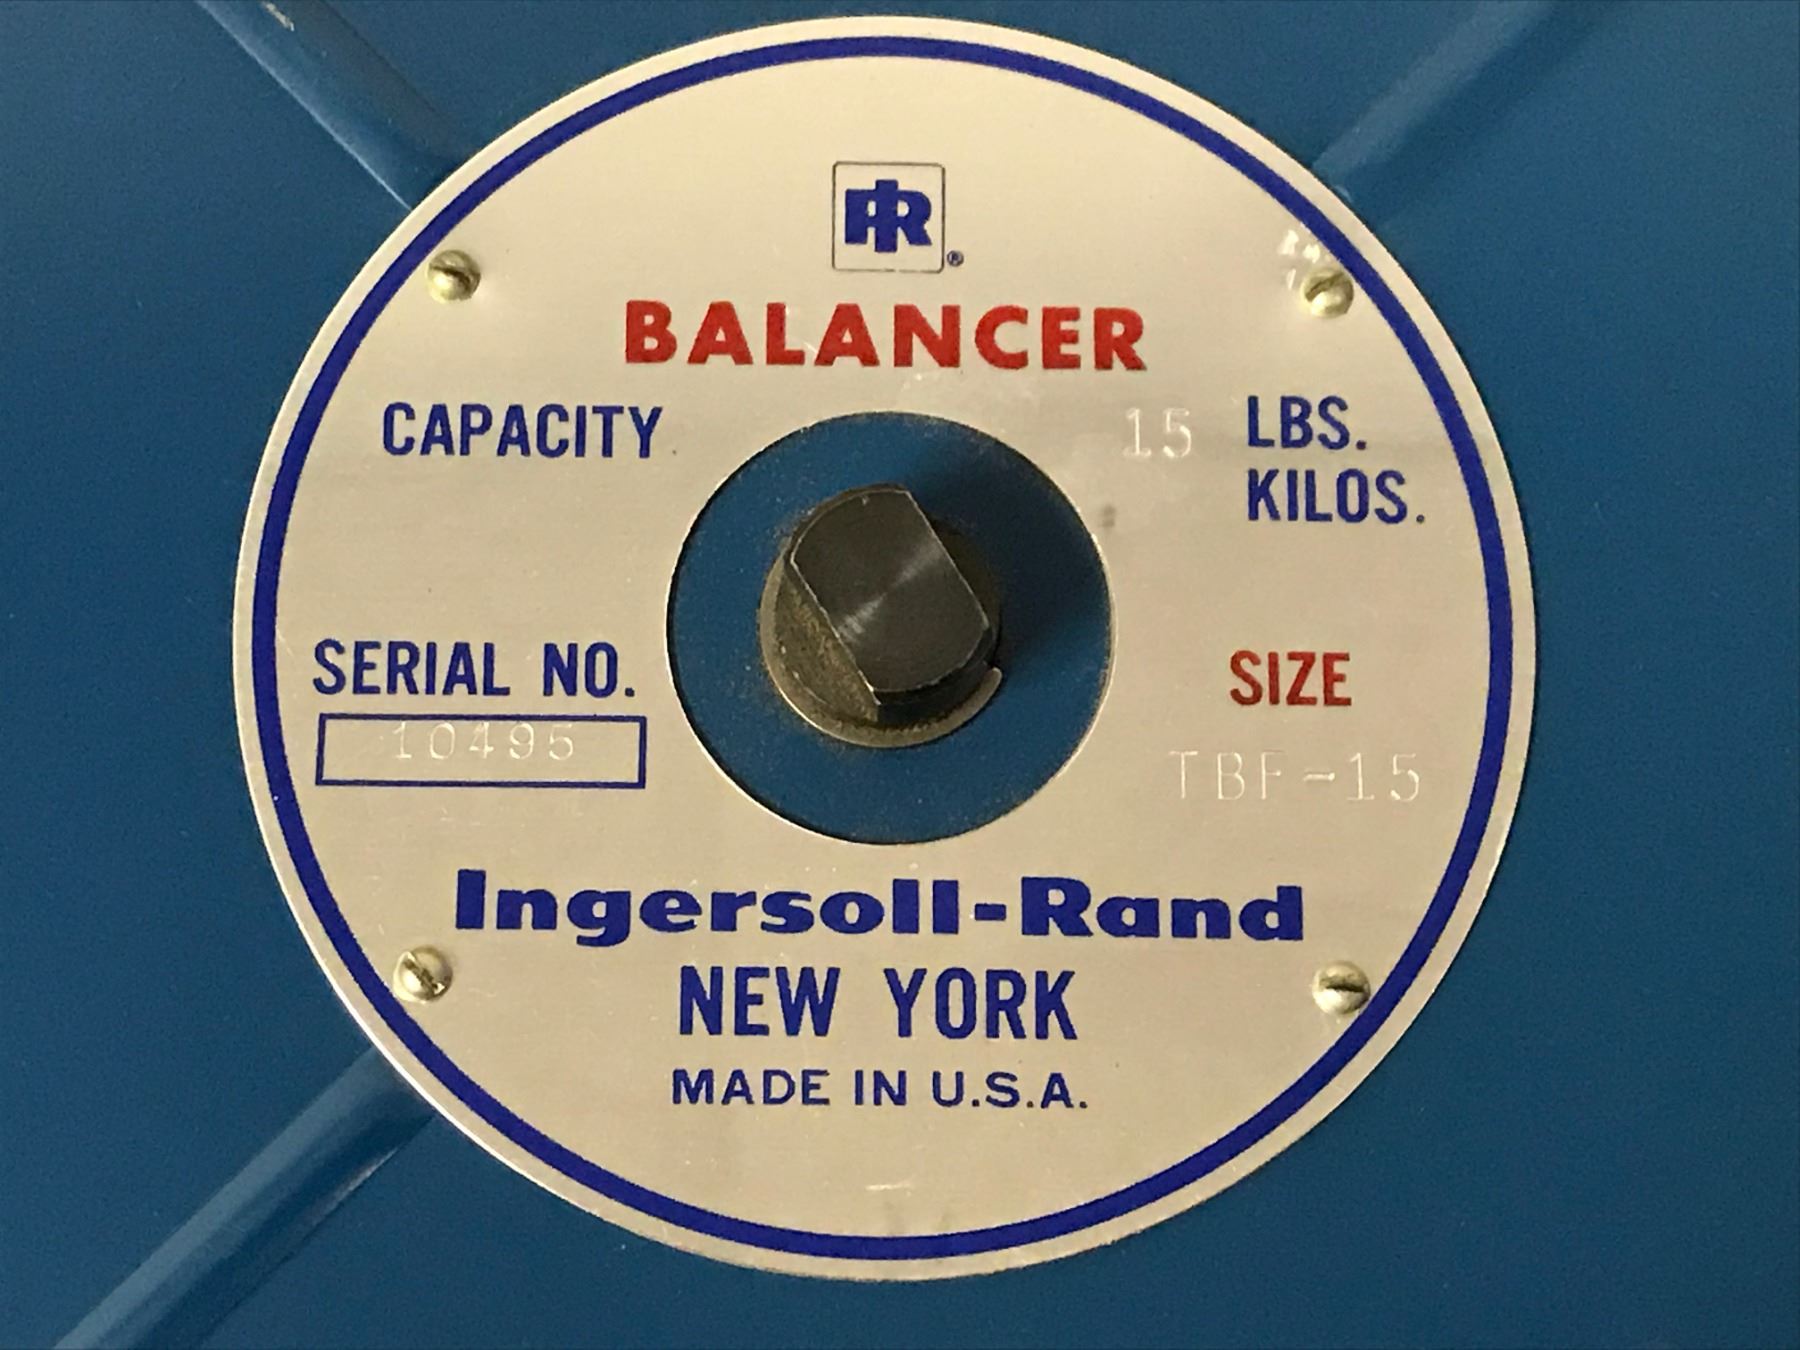 IR ®
BALANCER
CAPACITY 15 LBS.
KILOS.
SERIAL NO. SIZE
10495 TBF-15
Ingersoll-Rand
NEW YORK
MADE IN U.S.A.